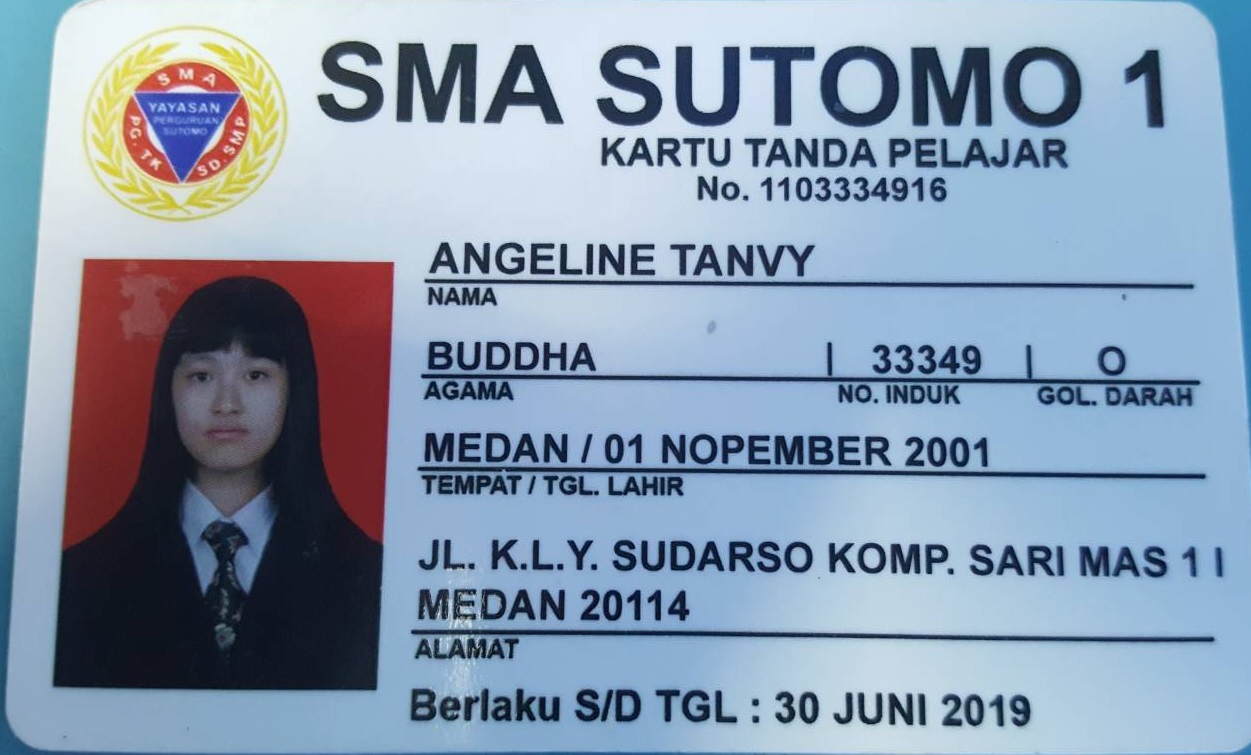 SMA SUTOMO 1
KARTU TANDA PELAJAR
No. 1103334916
SMA
YAYASAN
PERGURUAN
SUTOMO
PG. TK
SD. SMP
ANGELINE TANVY
NAMA
BUDDHA | 33349 | O
AGAMA NO. INDUK GOL. DARAH
MEDAN / 01 NOPEMBER 2001
TEMPAT / TGL. LAHIR
JL. K.L.Y. SUDARSO KOMP. SARI MAS 1 I
MEDAN 20114
ALAMAT
Berlaku S/D TGL : 30 JUNI 2019